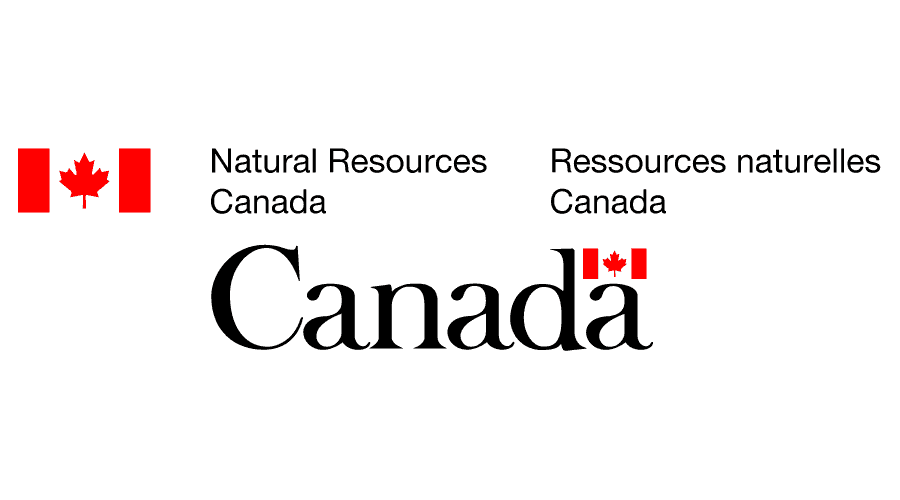 Natural Resources
Canada
Ressources naturelles
Canada
Canada